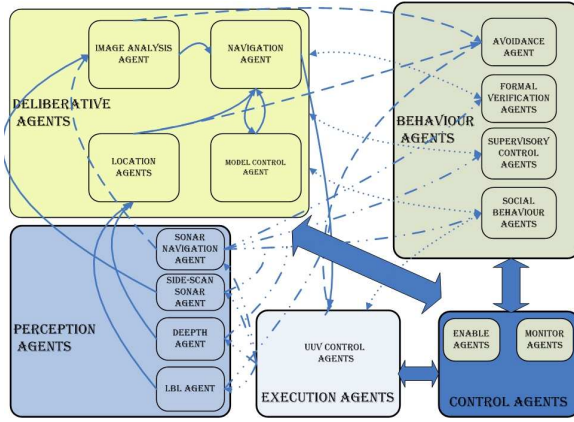 IMAGE ANALYSIS
AGENT
NAVIGATION
AGENT
DELIBERATIVE
AGENTS
LOCATION
AGENTS
MODEL CONTROL
AGENT
AVOIDANCE
AGENT
FORMAL
VERIFICATION
AGENTS
BEHAVIOUR
AGENTS
SUPERVISORY
CONTROL
AGENTS
SOCIAL
BEHAVIOUR
AGENTS
SONAR
NAVIGATION
AGENT
SIDE-SCAN
SONAR
AGENT
PERCEPTION
AGENTS
DEEPTH
AGENT
LBL AGENT
UUV CONTROL
AGENTS
EXECUTION AGENTS
ENABLE
AGENTS
MONITOR
AGENTS
CONTROL AGENTS